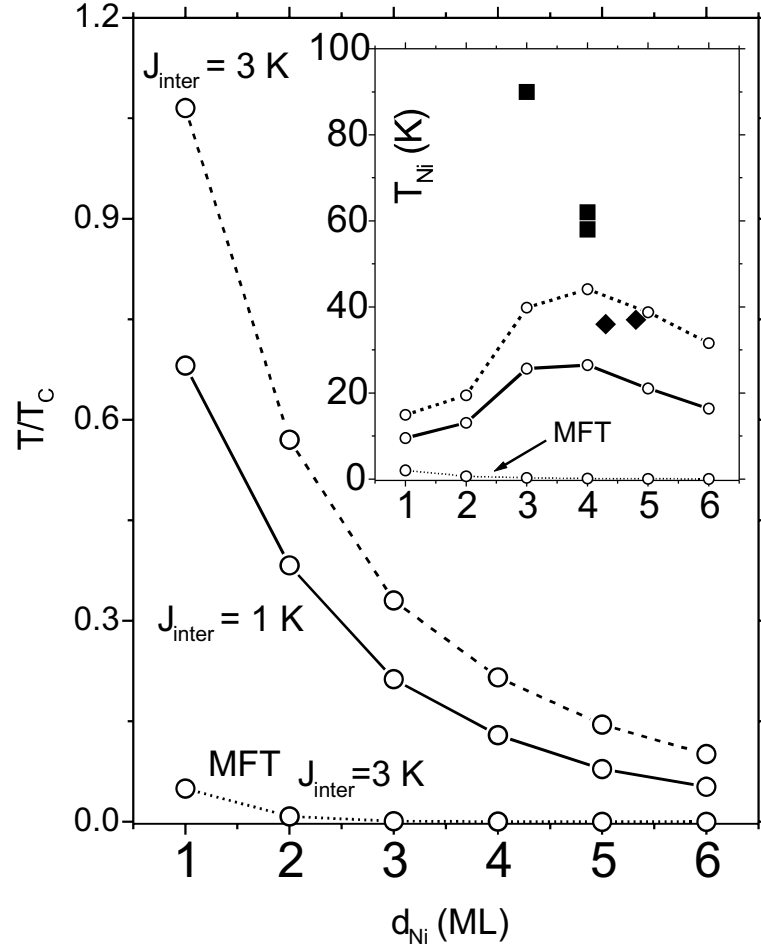 1.2
0.9
0.6
0.3
0.0
T/T_C
J_inter = 3 K
J_inter = 1 K
MFT J_inter=3 K
1 2 3 4 5 6
d_Ni (ML)
100
80
60
40
20
0
T_Ni (K)
MFT
1 2 3 4 5 6